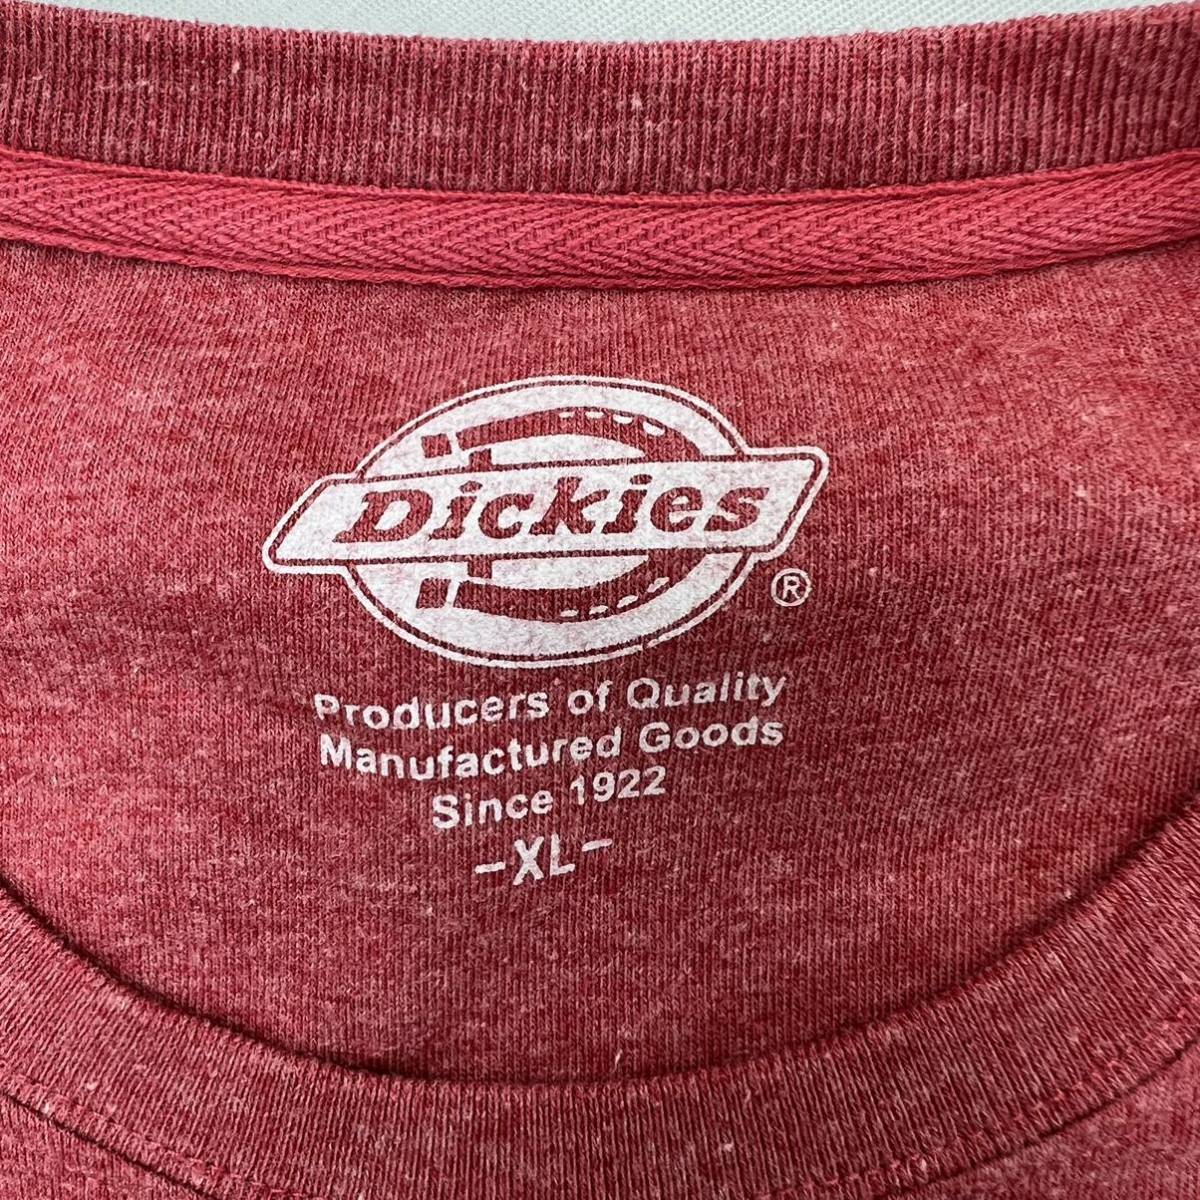 Dickies
®
Producers of Quality
Manufactured Goods
Since 1922
-XL-